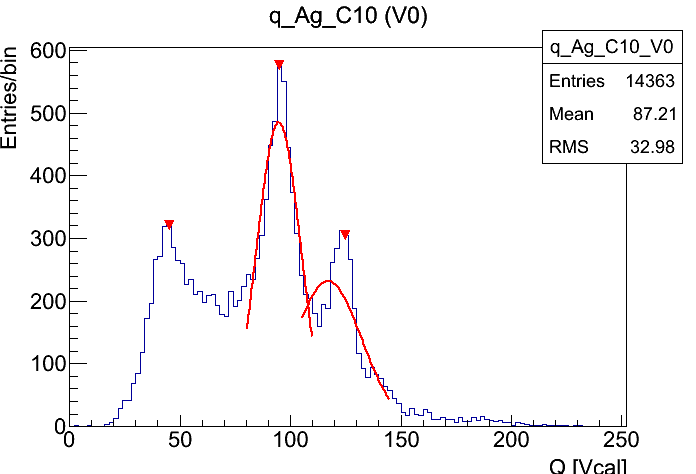 q_Ag_C10 (V0)
q_Ag_C10_V0
Entries 14363
Mean 87.21
RMS 32.98
Entries/bin
600
500
400
300
200
100
0
0 50 100 150 200 250
Q [Vcal]